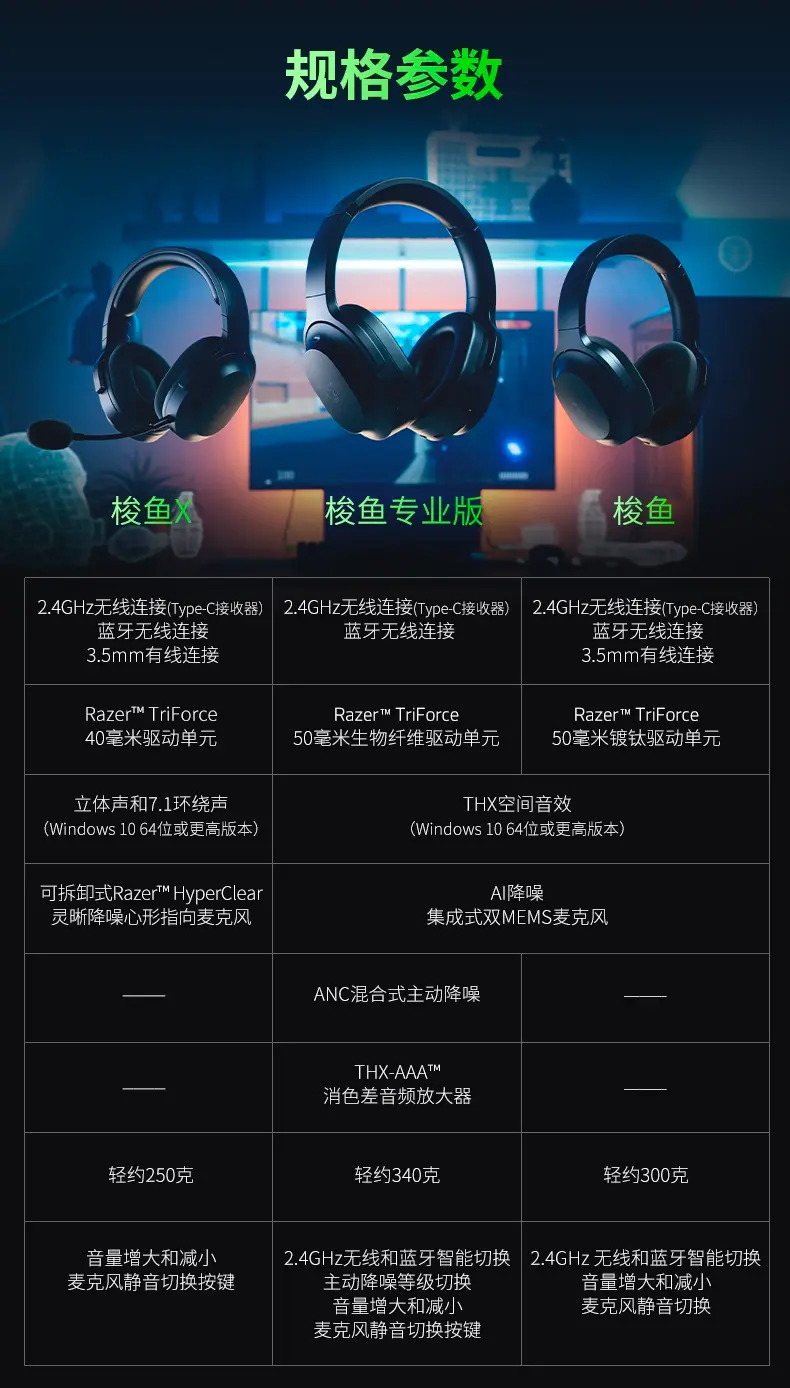 规格参数
梭鱼X
梭鱼专业版
梭鱼
2.4GHz无线连接(Type-C接收器)
蓝牙无线连接
3.5mm有线连接
2.4GHz无线连接(Type-C接收器)
蓝牙无线连接
2.4GHz无线连接(Type-C接收器)
蓝牙无线连接
3.5mm有线连接
Razer™ TriForce
40毫米驱动单元
Razer™ TriForce
50毫米生物纤维驱动单元
Razer™ TriForce
50毫米镀钛驱动单元
立体声和7.1环绕声
(Windows 10 64位或更高版本)
THX空间音效
(Windows 10 64位或更高版本)
可拆卸式Razer™ HyperClear
灵晰降噪心形指向麦克风
AI降噪
集成式双MEMS麦克风
——
ANC混合式主动降噪
——
——
THX-AAA™
消色差音频放大器
——
轻约250克
轻约340克
轻约300克
音量增大和减小
麦克风静音切换按键
2.4GHz无线和蓝牙智能切换
主动降噪等级切换
音量增大和减小
麦克风静音切换按键
2.4GHz 无线和蓝牙智能切换
音量增大和减小
麦克风静音切换